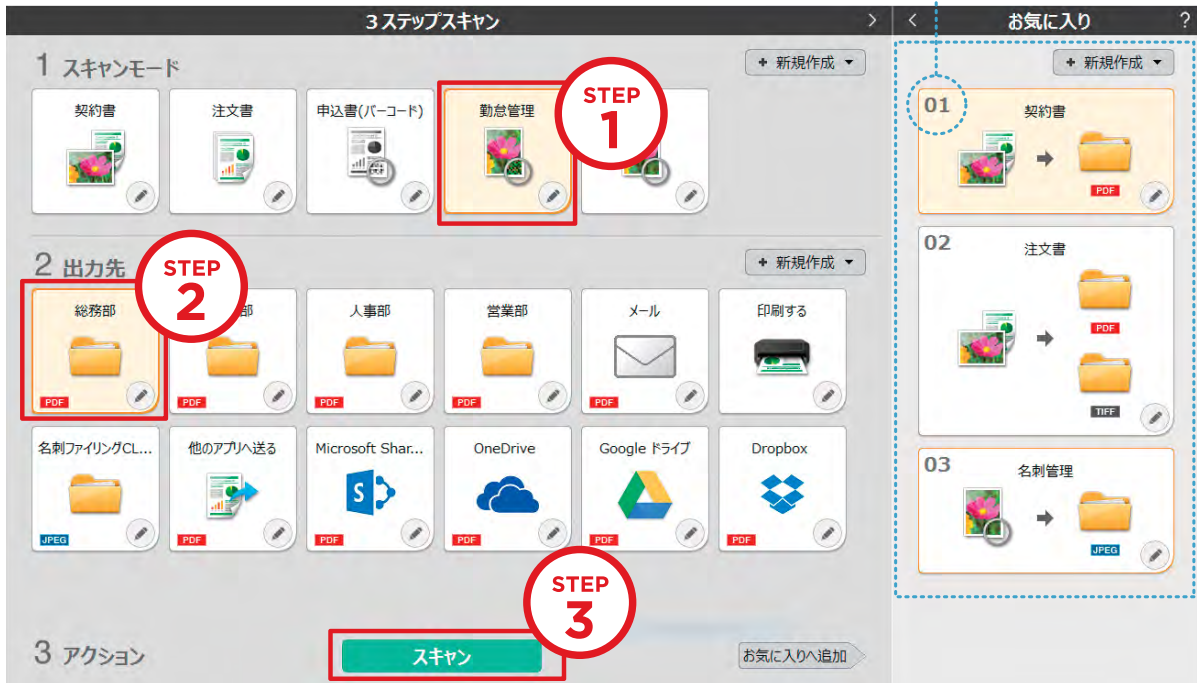 3ステップスキャン
>
<
お気に入り
?
1 スキャンモード
+ 新規作成
+ 新規作成
契約書
注文書
申込書(バーコード)
勤怠管理
STEP
1
01
契約書
PDF
2 出力先
+ 新規作成
STEP
2
02
注文書
総務部
部
人事部
営業部
メール
印刷する
PDF
PDF
PDF
PDF
PDF
PDF
TIFF
名刺ファイリングCL...
他のアプリへ送る
Microsoft Shar...
OneDrive
Google ドライブ
Dropbox
03
名刺管理
S
JPEG
PDF
PDF
PDF
PDF
PDF
JPEG
STEP
3
3 アクション
スキャン
お気に入りへ追加